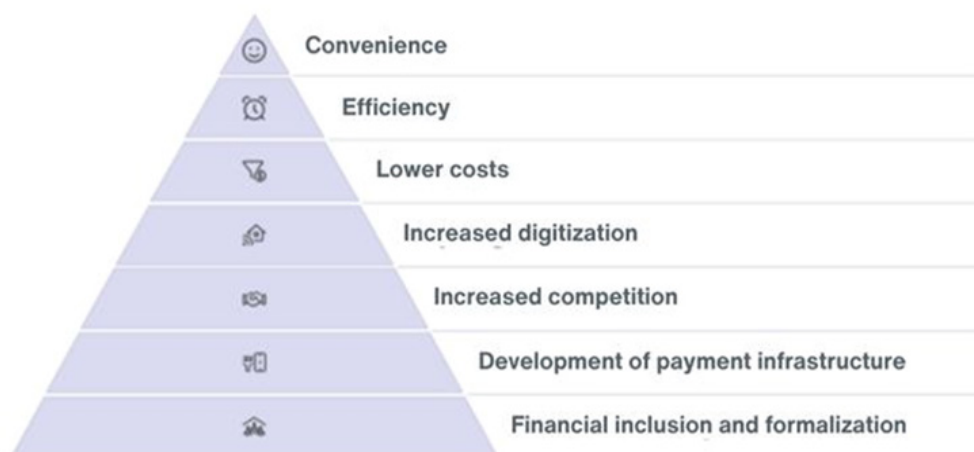 Convenience
Efficiency
Lower costs
Increased digitization
Increased competition
Development of payment infrastructure
Financial inclusion and formalization